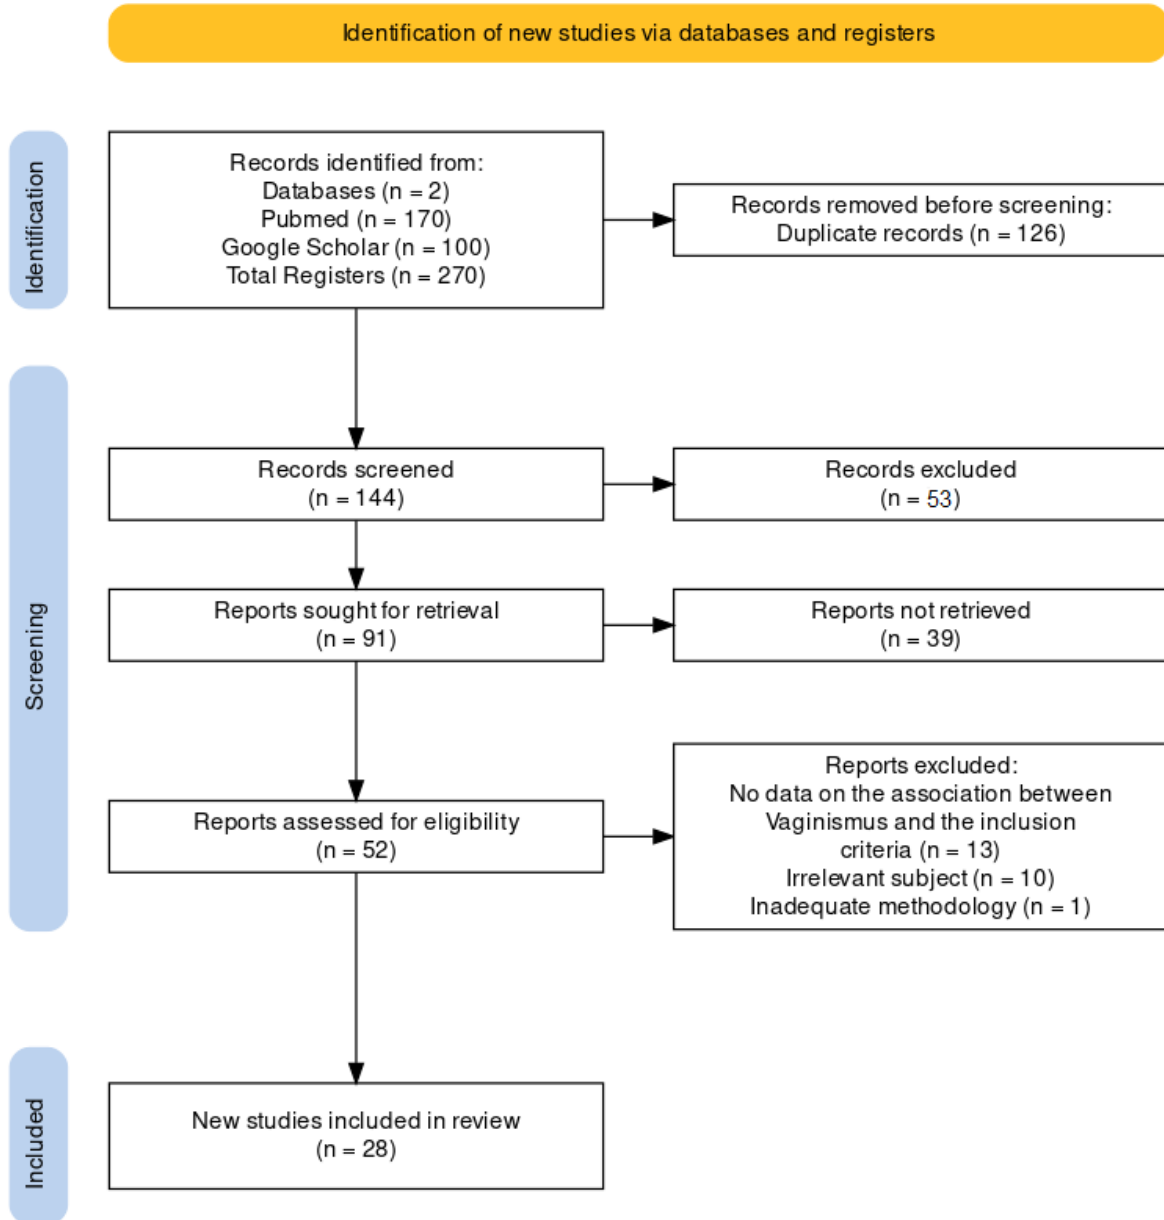 Identification of new studies via databases and registers
Identification
Records identified from:
Databases (n = 2)
Pubmed (n = 170)
Google Scholar (n = 100)
Total Registers (n = 270)
Records removed before screening:
Duplicate records (n = 126)
Screening
Records screened
(n = 144)
Records excluded
(n = 53)
Reports sought for retrieval
(n = 91)
Reports not retrieved
(n = 39)
Reports assessed for eligibility
(n = 52)
Reports excluded:
No data on the association between
Vaginismus and the inclusion
criteria (n = 13)
Irrelevant subject (n = 10)
Inadequate methodology (n = 1)
Included
New studies included in review
(n = 28)